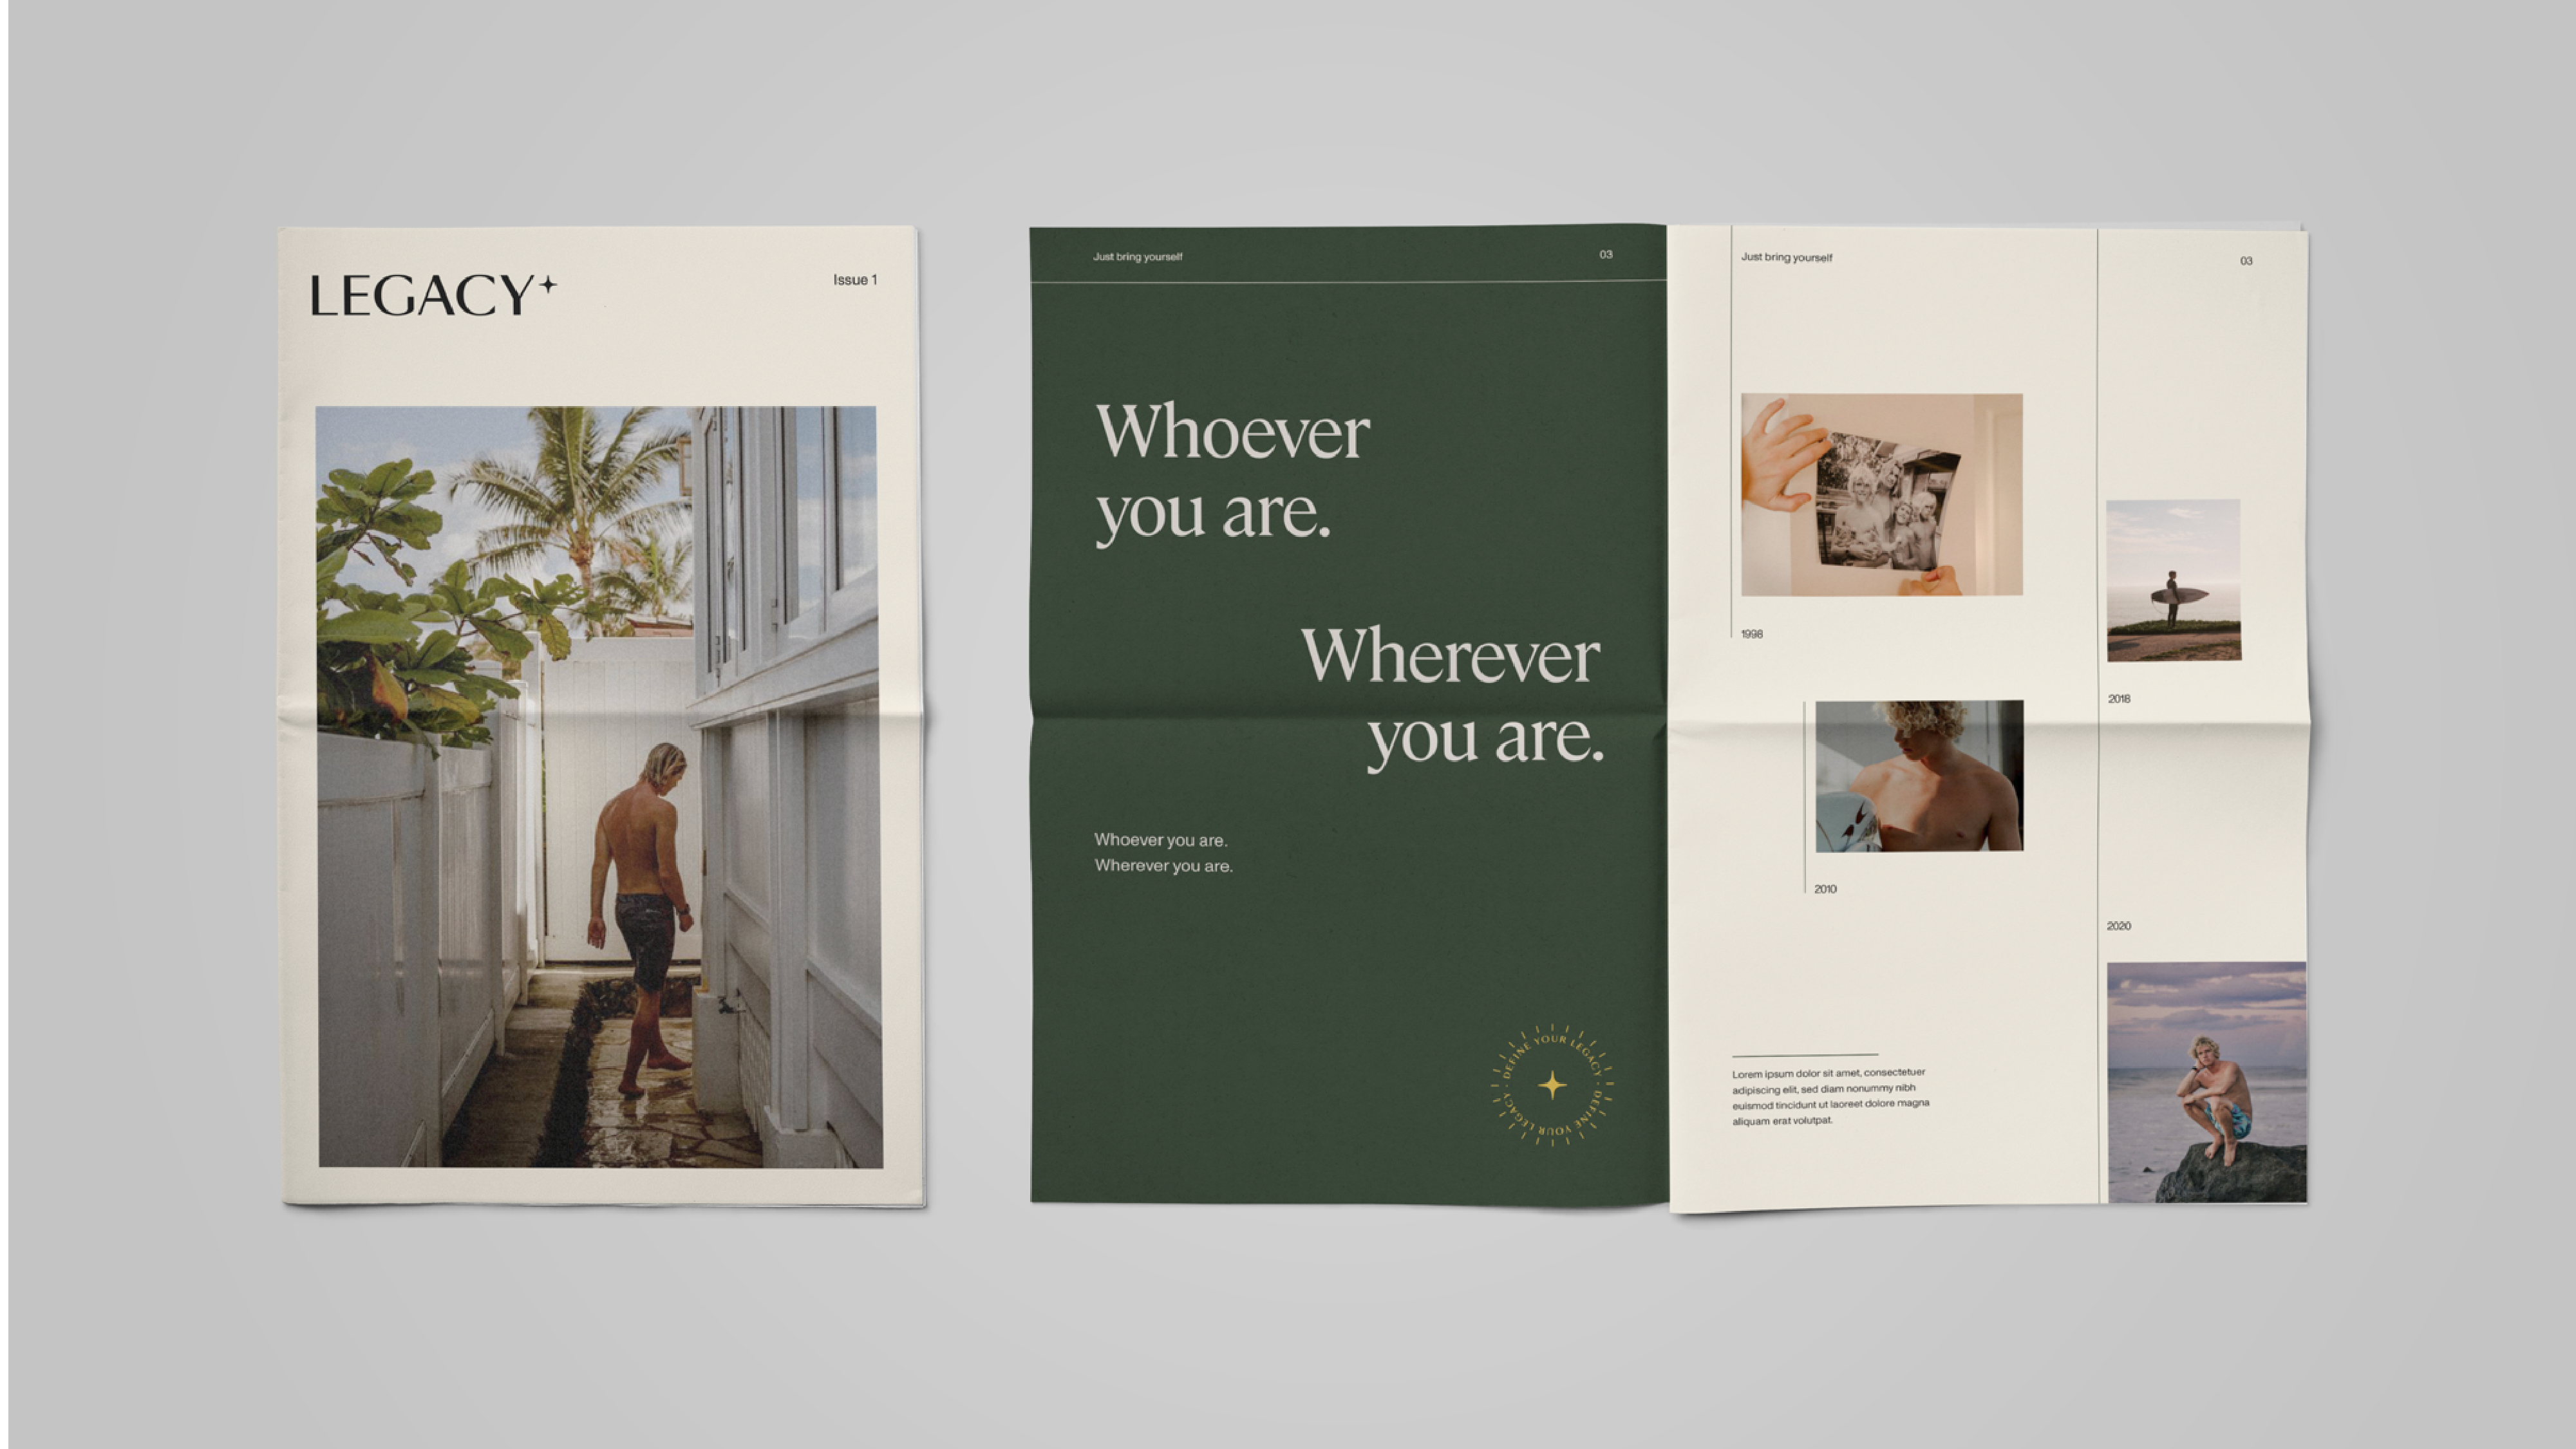 LEGACY
Issue 1
Just bring yourself
03
Whoever
you are.
Wherever
you are.
Whoever you are.
Wherever you are.
DEFINE YOUR LEGACY · DEFINE YOUR LEGACY ·
Just bring yourself
03
1998
2010
2018
2020
Lorem ipsum dolor sit amet, consectetuer
adipiscing elit, sed diam nonummy nibh
euismod tincidunt ut laoreet dolore magna
aliquam erat volutpat.